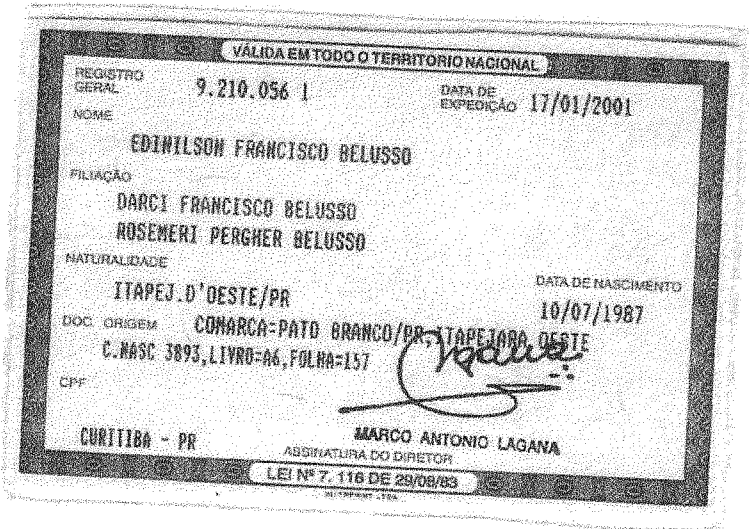 VÁLIDA EM TODO O TERRITORIO NACIONAL
REGISTRO GERAL 9.210.056 1 DATA DE EXPEDIÇÃO 17/01/2001
NOME
EDINILSON FRANCISCO BELUSSO
FILIAÇÃO
DARCI FRANCISCO BELUSSO
ROSEMERI PERGHER BELUSSO
NATURALIDADE DATA DE NASCIMENTO
ITAPEJ.D'OESTE/PR 10/07/1987
DOC. ORIGEM COMARCA=PATO BRANCO/PR,ITAPEJARA OESTE
C.NASC 3893,LIVRO=A6,FOLHA=157
CPF
CURITIBA - PR MARCO ANTONIO LAGANA
ASSINATURA DO DIRETOR
LEI Nº 7.116 DE 29/08/83